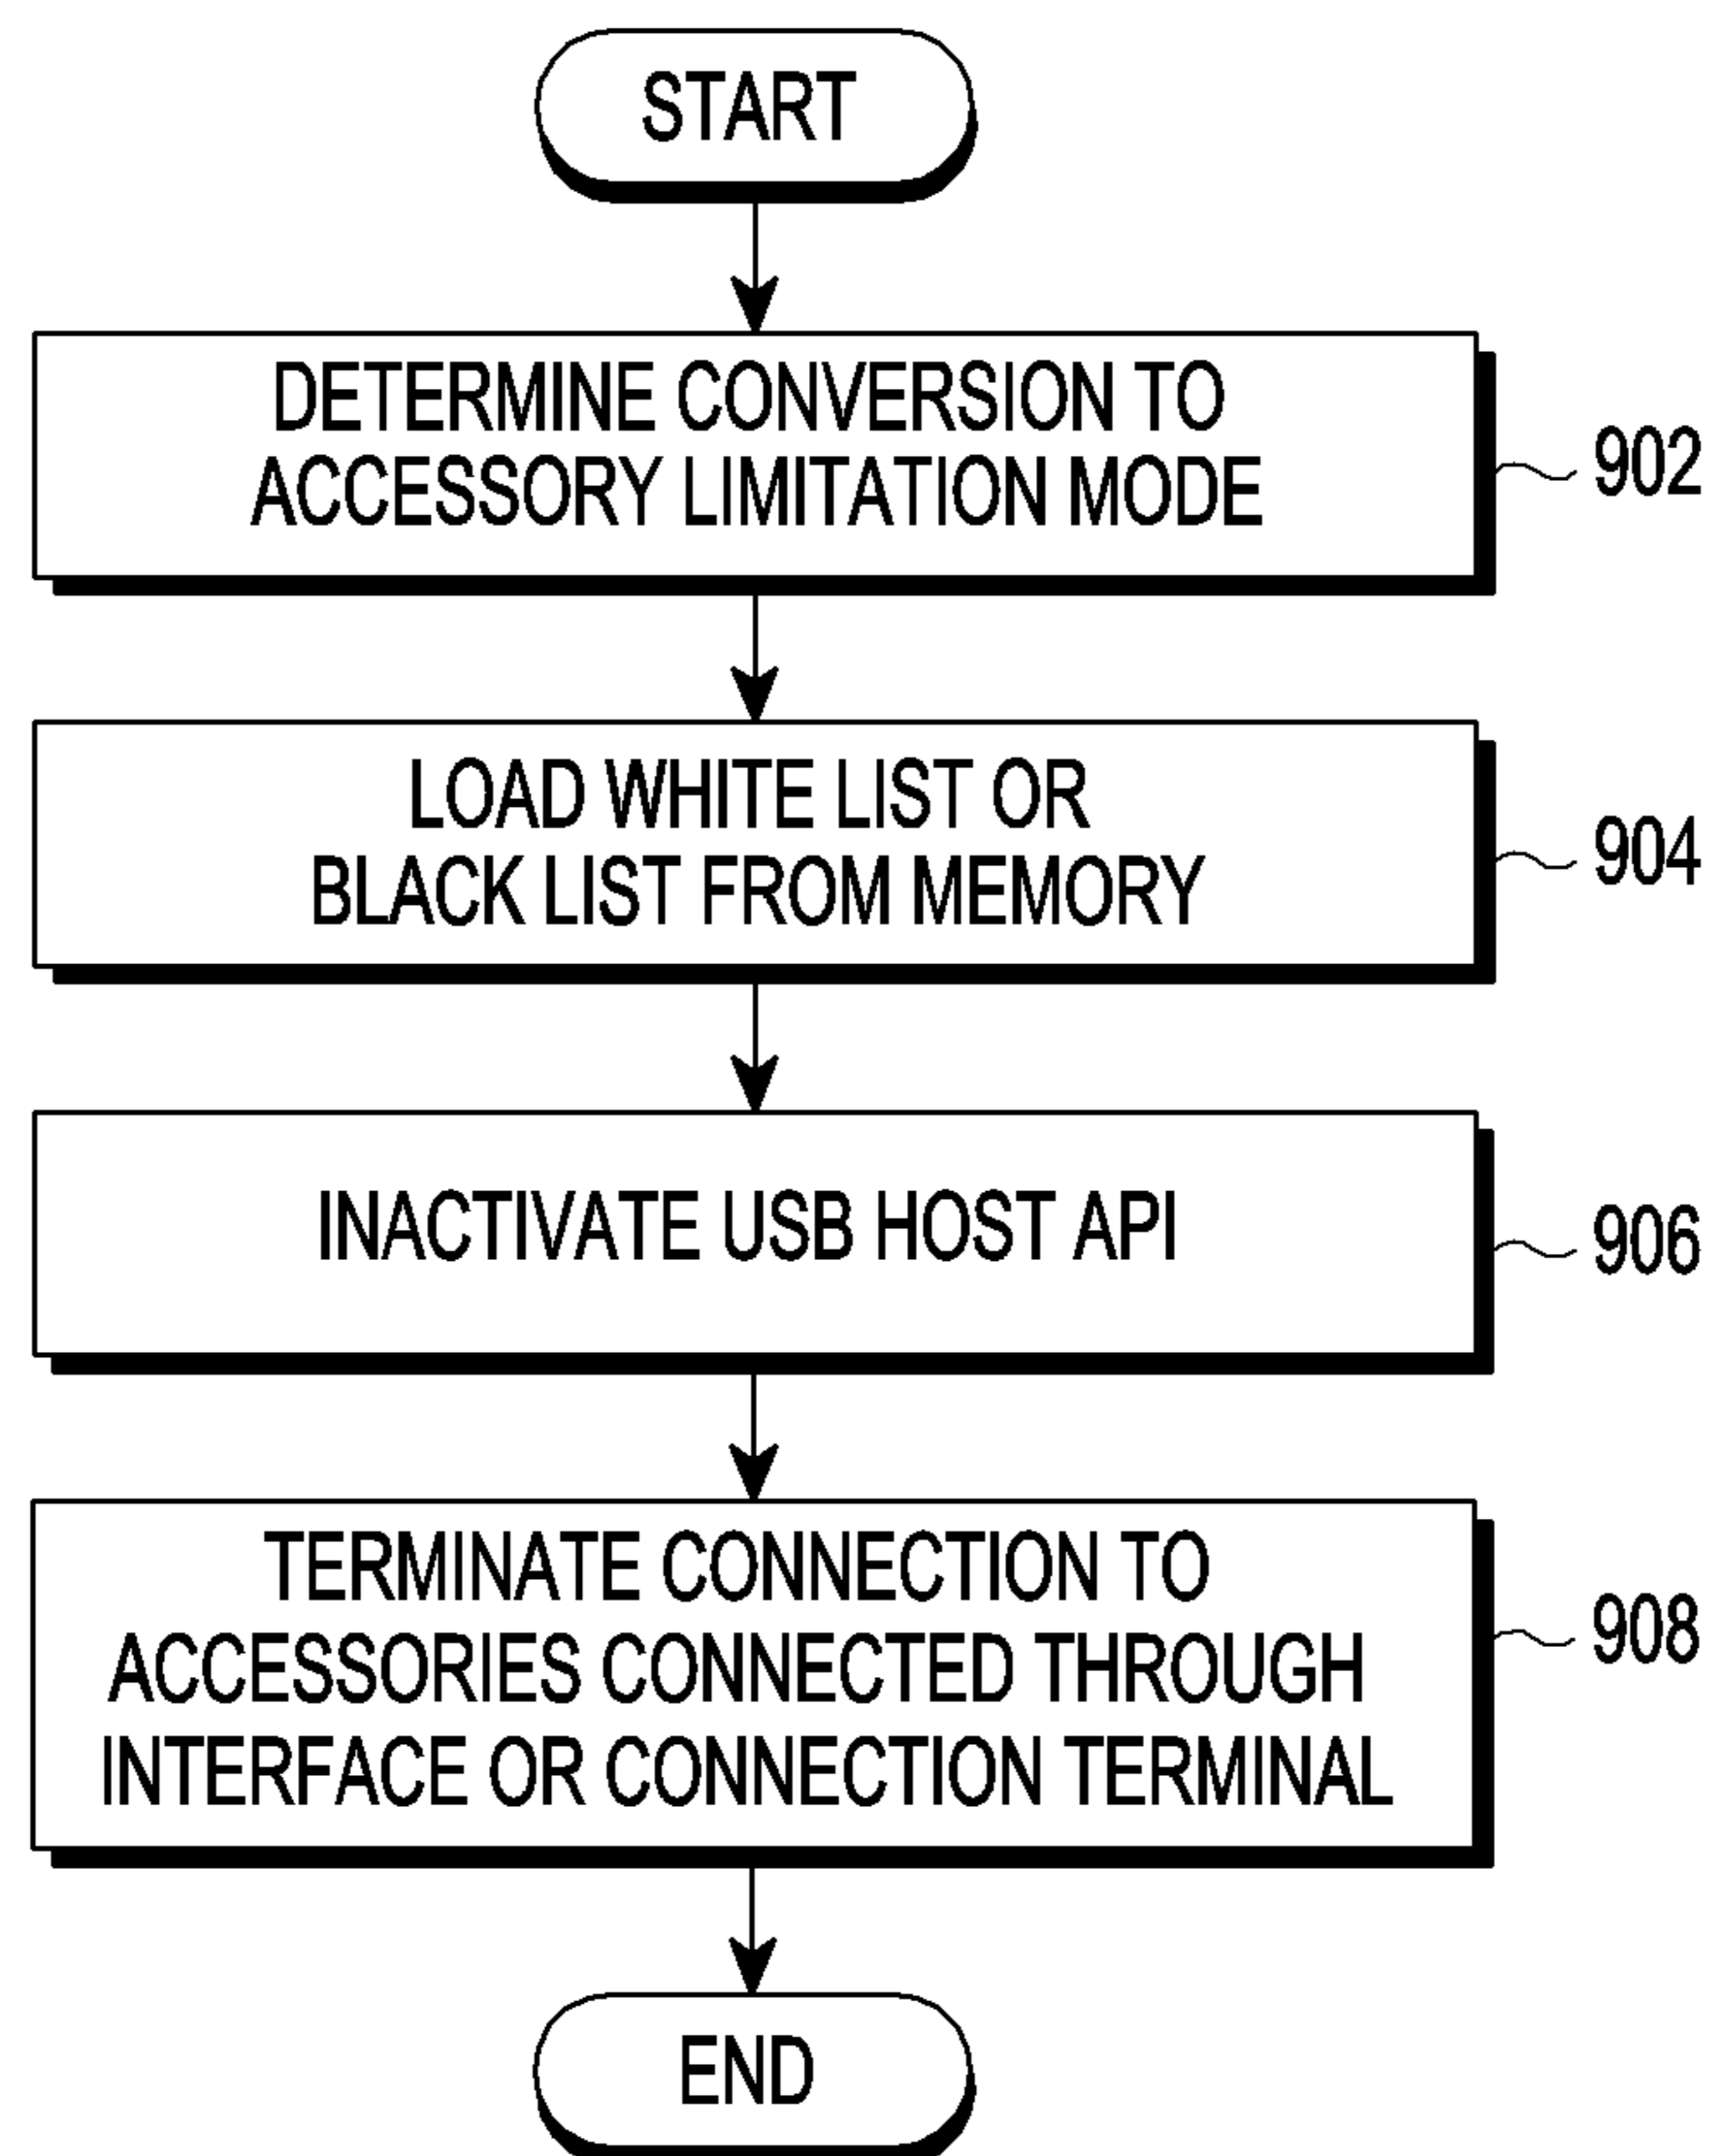 START
DETERMINE CONVERSION TO
ACCESSORY LIMITATION MODE
902
LOAD WHITE LIST OR
BLACK LIST FROM MEMORY
904
INACTIVATE USB HOST API
906
TERMINATE CONNECTION TO
ACCESSORIES CONNECTED THROUGH
INTERFACE OR CONNECTION TERMINAL
908
END